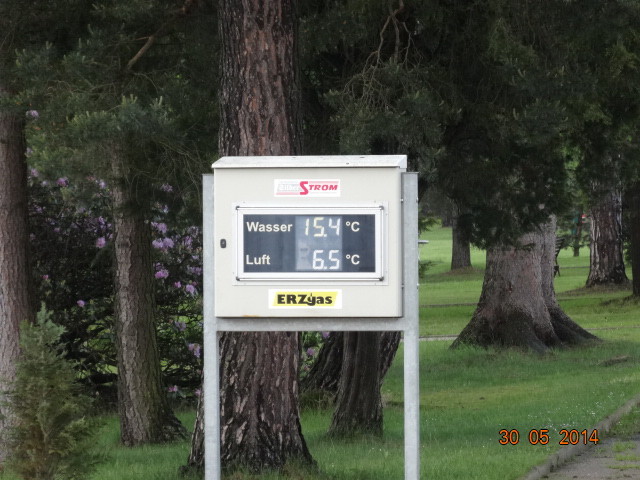 STROM
Wasser 15,4 °C
Luft 6.5 °C
ERZgas
30 05 2014